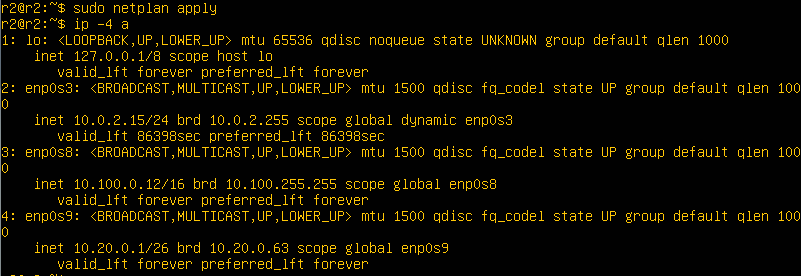 r2@r2:~$ sudo netplan apply
r2@r2:~$ ip -4 a
1: lo: <LOOPBACK,UP,LOWER_UP> mtu 65536 qdisc noqueue state UNKNOWN group default qlen 1000
    inet 127.0.0.1/8 scope host lo
       valid_lft forever preferred_lft forever
2: enp0s3: <BROADCAST,MULTICAST,UP,LOWER_UP> mtu 1500 qdisc fq_codel state UP group default qlen 100
0
    inet 10.0.2.15/24 brd 10.0.2.255 scope global dynamic enp0s3
       valid_lft 86398sec preferred_lft 86398sec
3: enp0s8: <BROADCAST,MULTICAST,UP,LOWER_UP> mtu 1500 qdisc fq_codel state UP group default qlen 100
0
    inet 10.100.0.12/16 brd 10.100.255.255 scope global enp0s8
       valid_lft forever preferred_lft forever
4: enp0s9: <BROADCAST,MULTICAST,UP,LOWER_UP> mtu 1500 qdisc fq_codel state UP group default qlen 100
0
    inet 10.20.0.1/26 brd 10.20.0.63 scope global enp0s9
       valid_lft forever preferred_lft forever